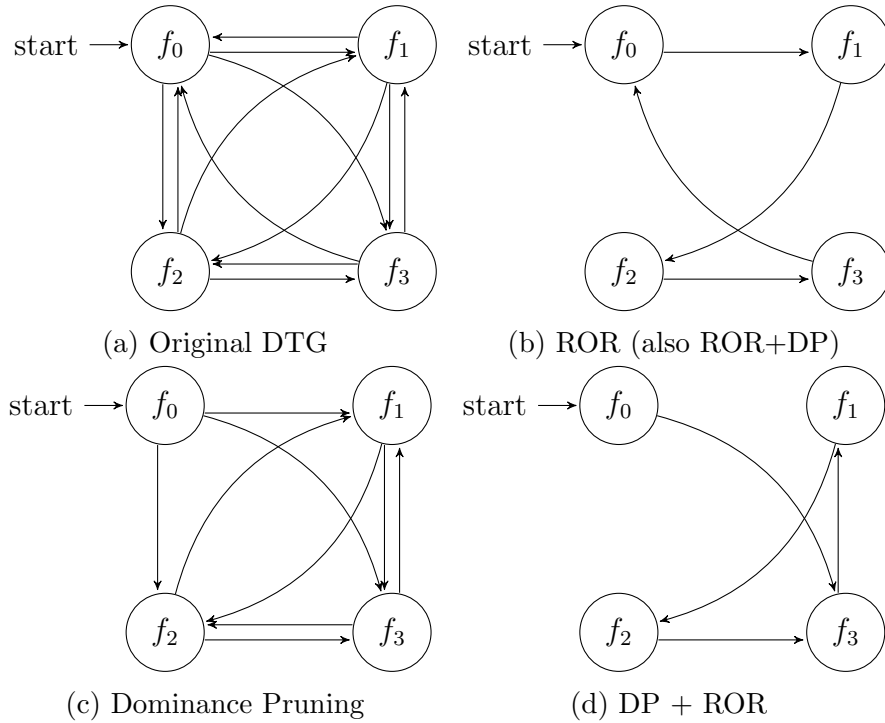 start f₀ f₁ start f₀ f₁
f₂ f₃ f₂ f₃
(a) Original DTG (b) ROR (also ROR+DP)
start f₀ f₁ start f₀ f₁
f₂ f₃ f₂ f₃
(c) Dominance Pruning (d) DP + ROR